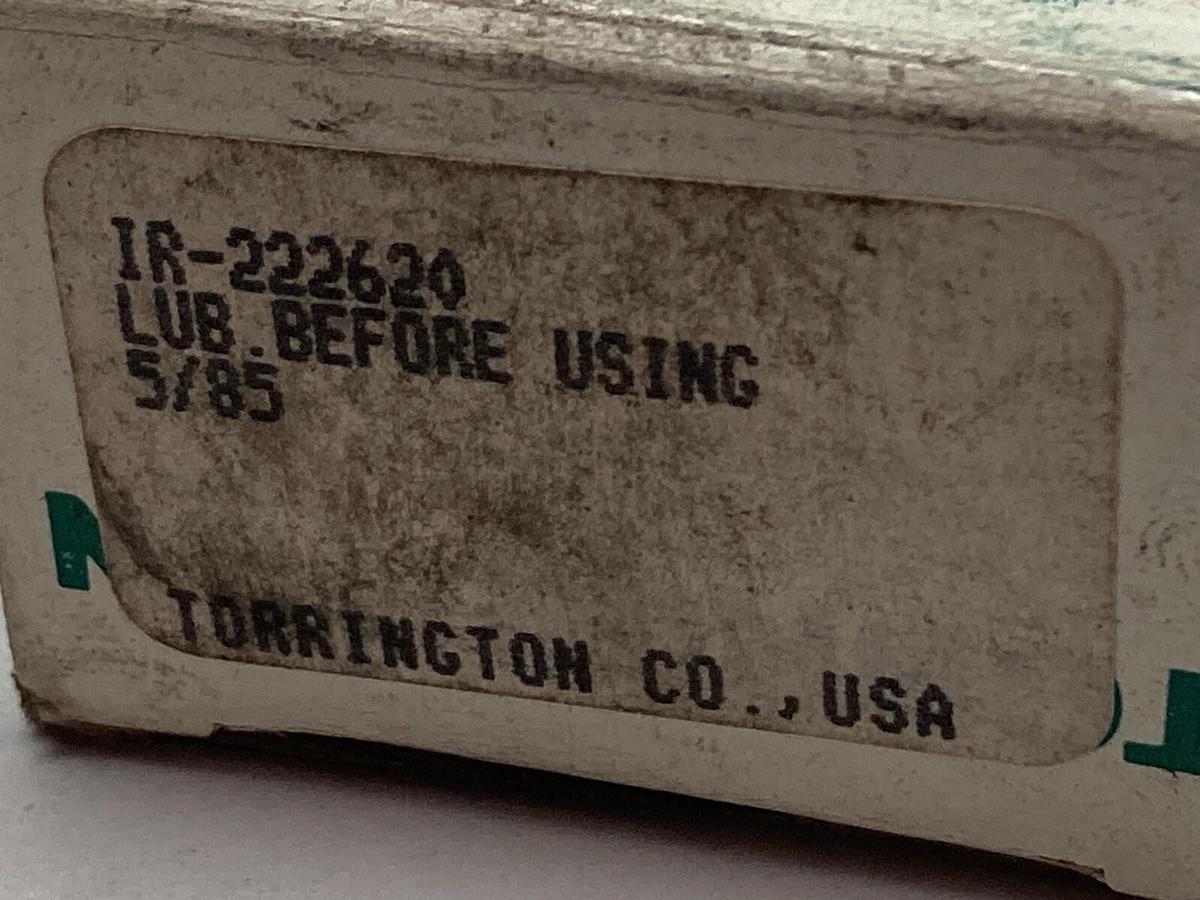 IR-222620
LUB.BEFORE USING
5/85
TORRINGTON CO.,USA